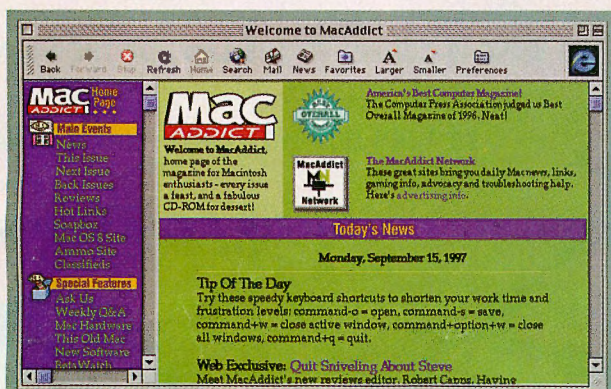 Welcome to MacAddict
Back Forward Stop Refresh Home Search Mail News Favorites Larger Smaller Preferences
Mac
ADDICT
Home
Page
Main Events
News
This Issue
Next Issue
Back Issues
Reviews
Hot Links
Soapbox
Mac OS 8 Site
Ammo Site
Classifieds
Special Features
Ask Us
Weekly Q&A
Mac Hardware
This Old Mac
New Software
BetaWatch
Mac
ADDICT
Welcome to MacAddict,
home page of the
magazine for Macintosh
enthusiasts - every issue
a feast, and a fabulous
CD-ROM for dessert!
OVERALL
America's Best Computer Magazine!
The Computer Press Association judged us Best
Overall Magazine of 1996. Neat!
MacAddict
Network
The MacAddict Network
These great sites bring you daily Mac news, links,
gaming info, advocacy and troubleshooting help.
Here's advertising info.
Today's News
Monday, September 15, 1997
Tip Of The Day
Try these speedy keyboard shortcuts to shorten your work time and
frustration levels: command-o = open, command-s = save,
command+w = close active window, command+option+w = close
all windows, command+q = quit.
Web Exclusive: Quit Sniveling About Steve
Meet MacAddict's new reviews editor, Robert Capps. Having